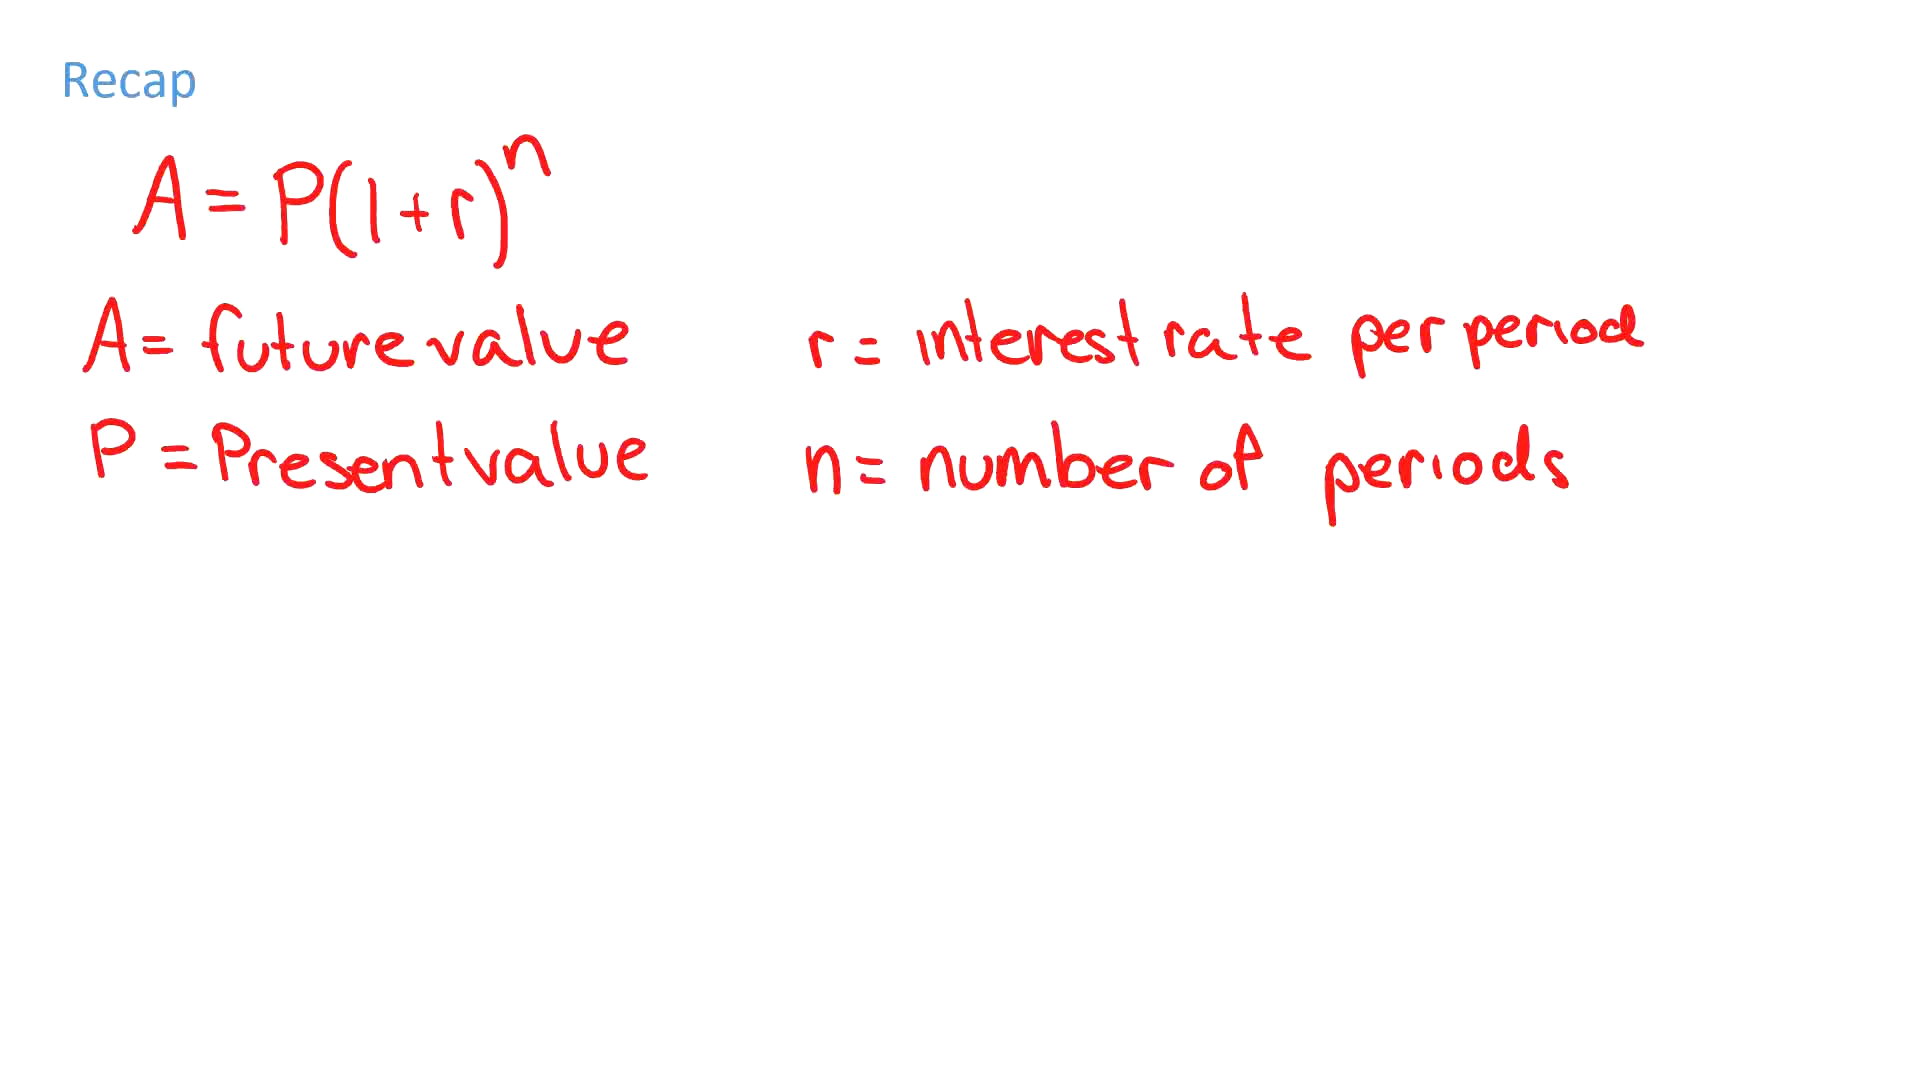 Recap
A = P(1+r)^n
A = future value
r = interest rate per period
P = Present value
n = number of periods